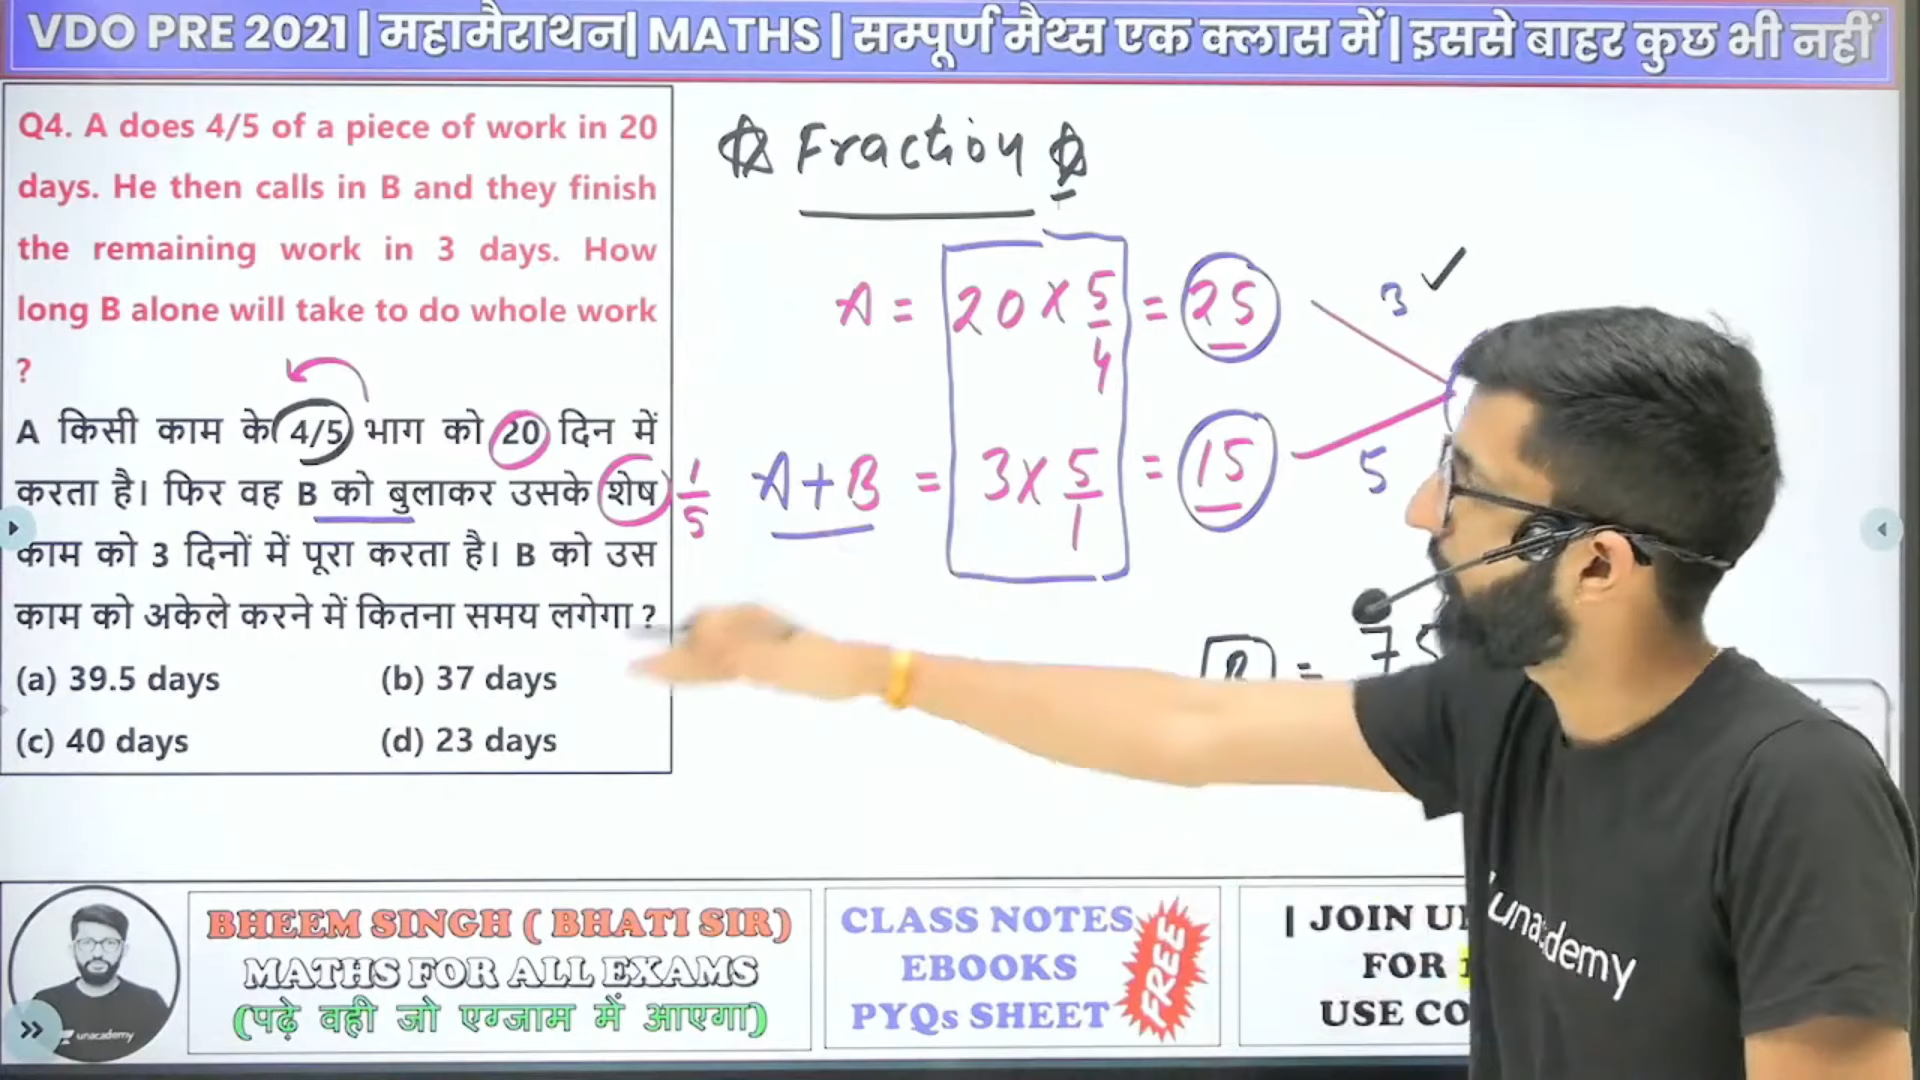 VDO PRE 2021 | महामैराथन| MATHS | सम्पूर्ण मैथ्स एक क्लास में | इससे बाहर कुछ भी नहीं
Q4. A does 4/5 of a piece of work in 20
days. He then calls in B and they finish
the remaining work in 3 days. How
long B alone will take to do whole work
?
A किसी काम के 4/5 भाग को 20 दिन में
करता है। फिर वह B को बुलाकर उसके शेष
काम को 3 दिनों में पूरा करता है। B को उस
काम को अकेले करने में कितना समय लगेगा ?
(a) 39.5 days (b) 37 days
(c) 40 days (d) 23 days
1/5
Fraction
A = 20 × 5/4 = 25
3
A+B = 3 × 5/1 = 15
5
B =
BHEEM SINGH ( BHATI SIR)
MATHS FOR ALL EXAMS
(पढ़े वही जो एग्जाम में आएगा)
unacademy
CLASS NOTES
EBOOKS
PYQs SHEET
FREE
| JOIN
FOR
USE
unacademy